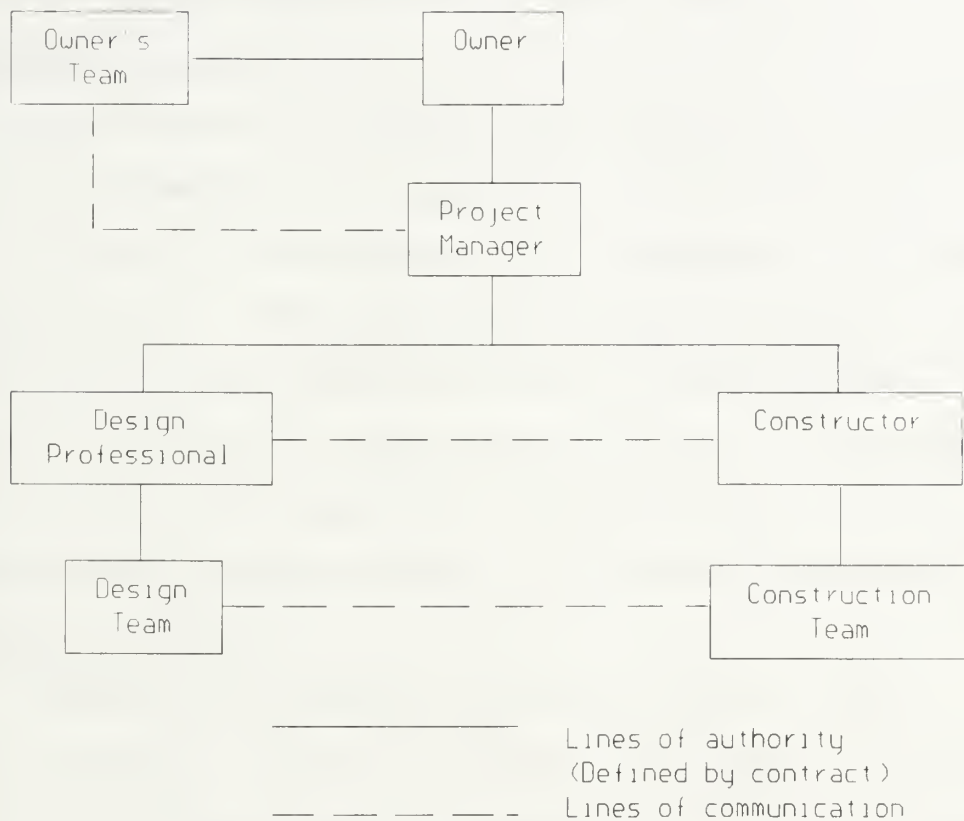 Owner's
Team
Owner
Project
Manager
Design
Professional
Constructor
Design
Team
Construction
Team
Lines of authority
(Defined by contract)
Lines of communication